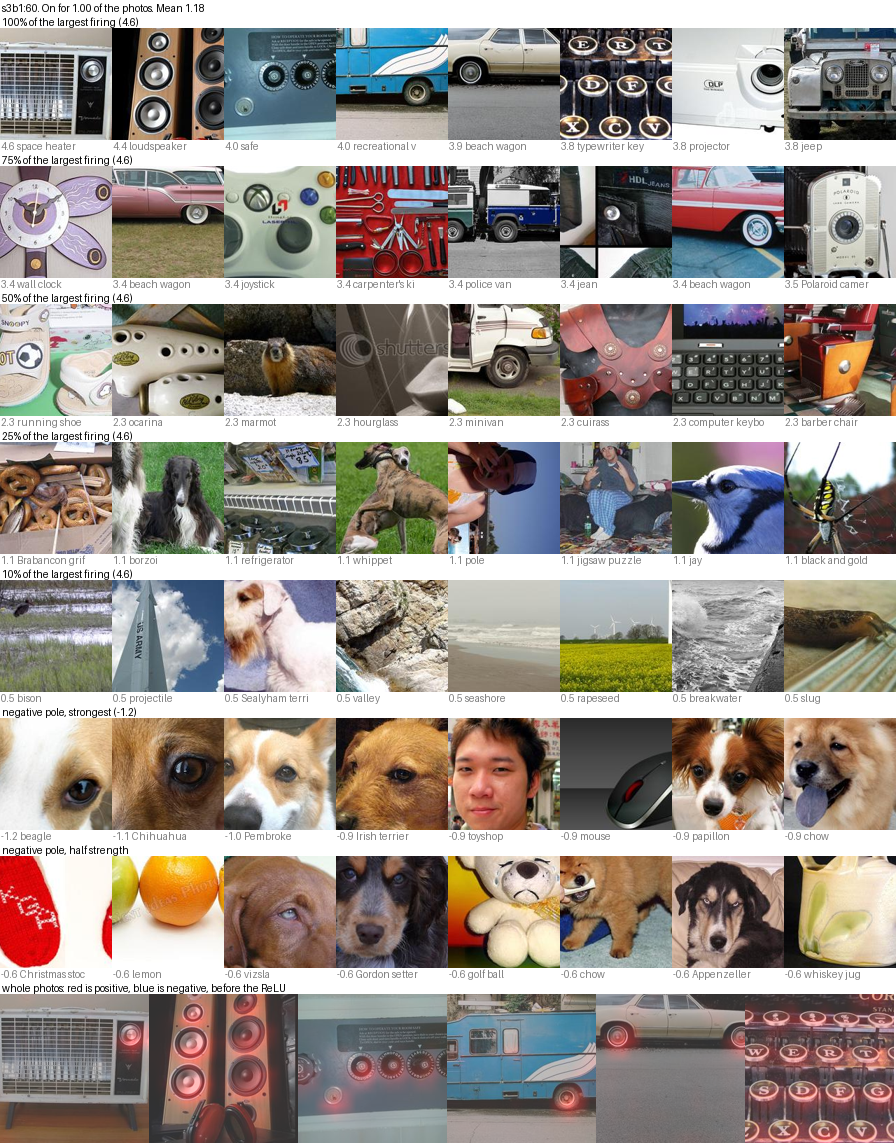 s3b1:60. On for 1.00 of the photos. Mean 1.18
100% of the largest firing (4.6)
4.6 space heater 4.4 loudspeaker 4.0 safe 4.0 recreational v 3.9 beach wagon 3.8 typewriter key 3.8 projector 3.8 jeep
75% of the largest firing (4.6)
3.4 wall clock 3.4 beach wagon 3.4 joystick 3.4 carpenter's ki 3.4 police van 3.4 jean 3.4 beach wagon 3.5 Polaroid camer
50% of the largest firing (4.6)
2.3 running shoe 2.3 ocarina 2.3 marmot 2.3 hourglass 2.3 minivan 2.3 cuirass 2.3 computer keybo 2.3 barber chair
25% of the largest firing (4.6)
1.1 Brabancon grif 1.1 borzoi 1.1 refrigerator 1.1 whippet 1.1 pole 1.1 jigsaw puzzle 1.1 jay 1.1 black and gold
10% of the largest firing (4.6)
US ARMY
0.5 bison 0.5 projectile 0.5 Sealyham terri 0.5 valley 0.5 seashore 0.5 rapeseed 0.5 breakwater 0.5 slug
negative pole, strongest (-1.2)
-1.2 beagle -1.1 Chihuahua -1.0 Pembroke -0.9 Irish terrier -0.9 toyshop -0.9 mouse -0.9 papillon -0.9 chow
negative pole, half strength
-0.6 Christmas stoc -0.6 lemon -0.6 vizsla -0.6 Gordon setter -0.6 golf ball -0.6 chow -0.6 Appenzeller -0.6 whiskey jug
whole photos: red is positive, blue is negative, before the ReLU